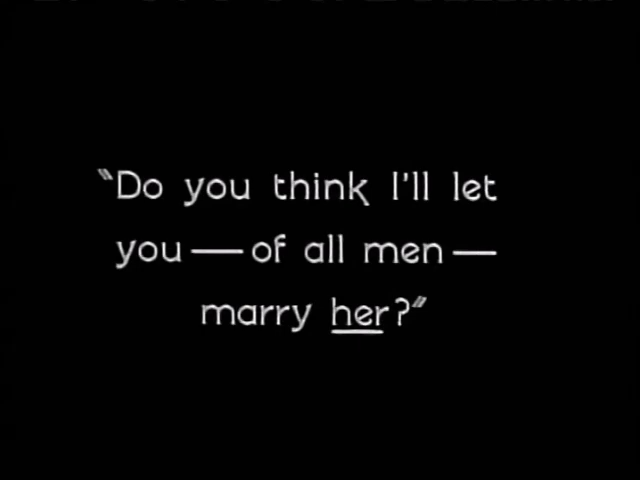 "Do you think I'll let
you — of all men —
marry her?"